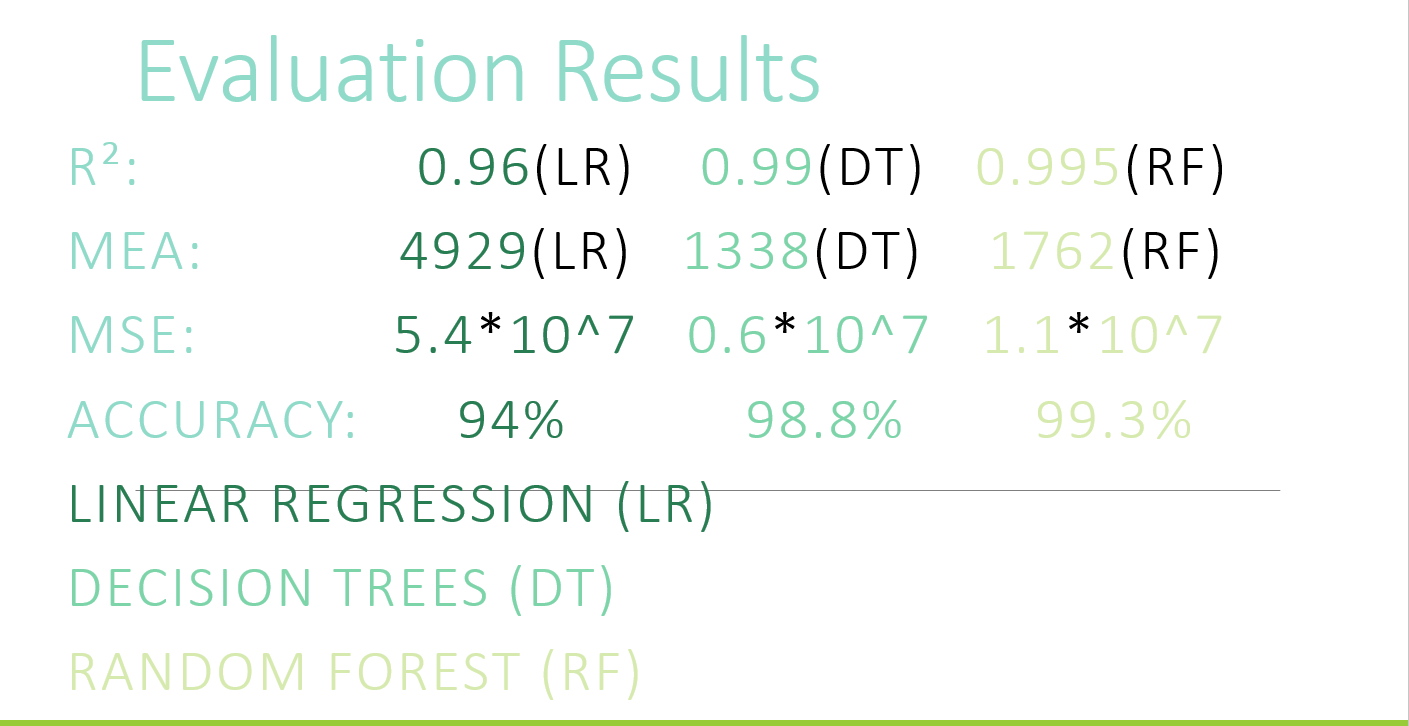 Evaluation Results
R²: 0.96(LR) 0.99(DT) 0.995(RF)
MEA: 4929(LR) 1338(DT) 1762(RF)
MSE: 5.4*10^7 0.6*10^7 1.1*10^7
ACCURACY: 94% 98.8% 99.3%
LINEAR REGRESSION (LR)
DECISION TREES (DT)
RANDOM FOREST (RF)